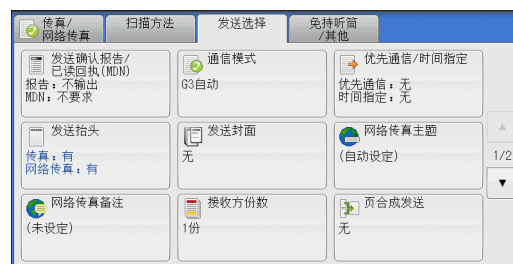 传真/
网络传真
扫描方法
发送选择
免持听筒
/其他
发送确认报告/
已读回执(MDN)
报告：不输出
MDN：不要求
通信模式
G3自动
优先通信/时间指定
优先通信：无
时间指定：无
发送抬头
传真：有
网络传真：有
发送封面
无
网络传真主题
(自动设定)
1/2
网络传真备注
(未设定)
接收方份数
1份
页合成发送
无